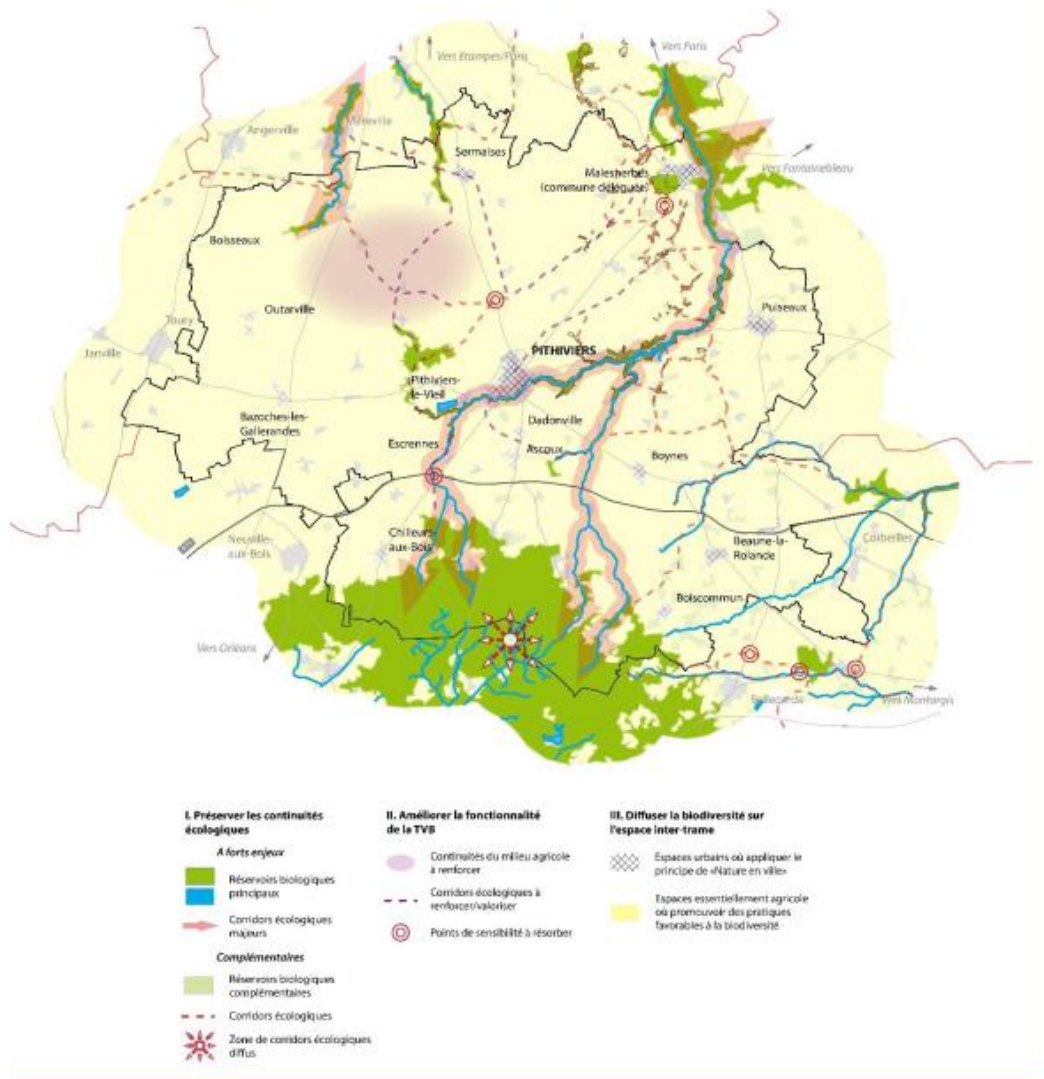 Vers Etampes/Paris
Vers Paris
Angerville
Méréville
Sermaises
Malesherbes
(commune déléguée)
Vers Fontainebleau
Boisseaux
Outarville
Puiseaux
Toury
Janville
PITHIVIERS
Pithiviers-
le-Vieil
Bazoches-les-
Gallerandes
Dadonville
Escrennes
Ascoux
Boynes
Chilleurs-
aux-Bois
Neuville-
aux-Bois
Beaune-la-
Rolande
Corbeilles
Boiscommun
Vers Orléans
Bellegarde
Vers Montargis
I. Préserver les continuités
écologiques
A forts enjeux
Réservoirs biologiques
principaux
Corridors écologiques
majeurs
Complémentaires
Réservoirs biologiques
complémentaires
Corridors écologiques
Zone de corridors écologiques
diffus
II. Améliorer la fonctionnalité
de la TVB
Continuités du milieu agricole
à renforcer
Corridors écologiques à
renforcer/valoriser
Points de sensibilité à résorber
III. Diffuser la biodiversité sur
l'espace inter-trame
Espaces urbains où appliquer le
principe de «Nature en ville»
Espaces essentiellement agricole
où promouvoir des pratiques
favorables à la biodiversité